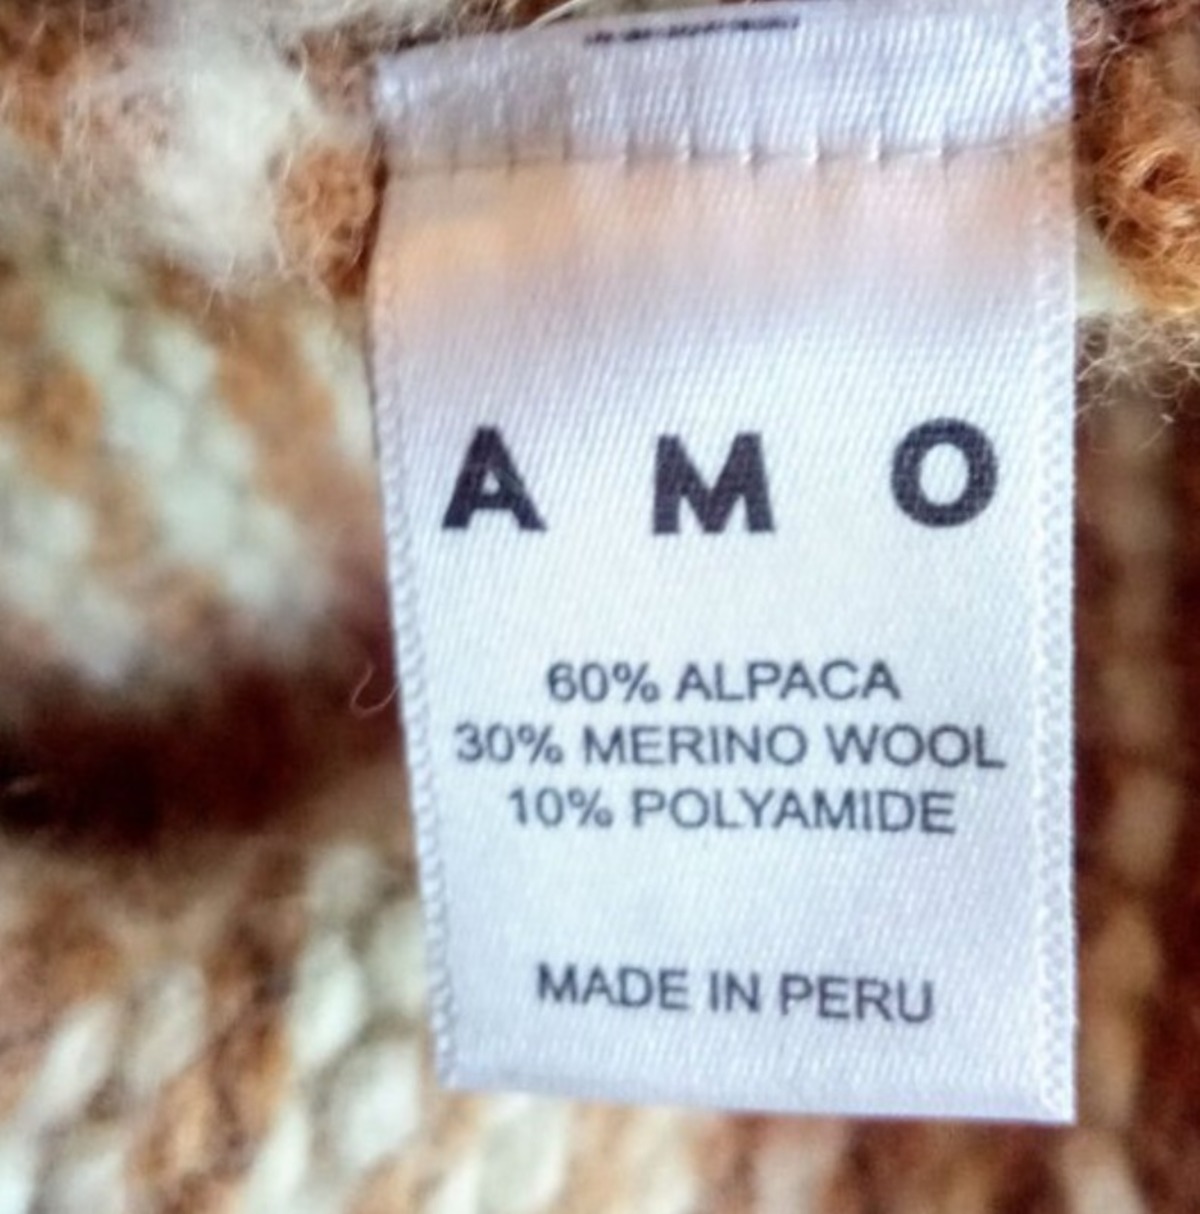 A M O
60% ALPACA
30% MERINO WOOL
10% POLYAMIDE
MADE IN PERU